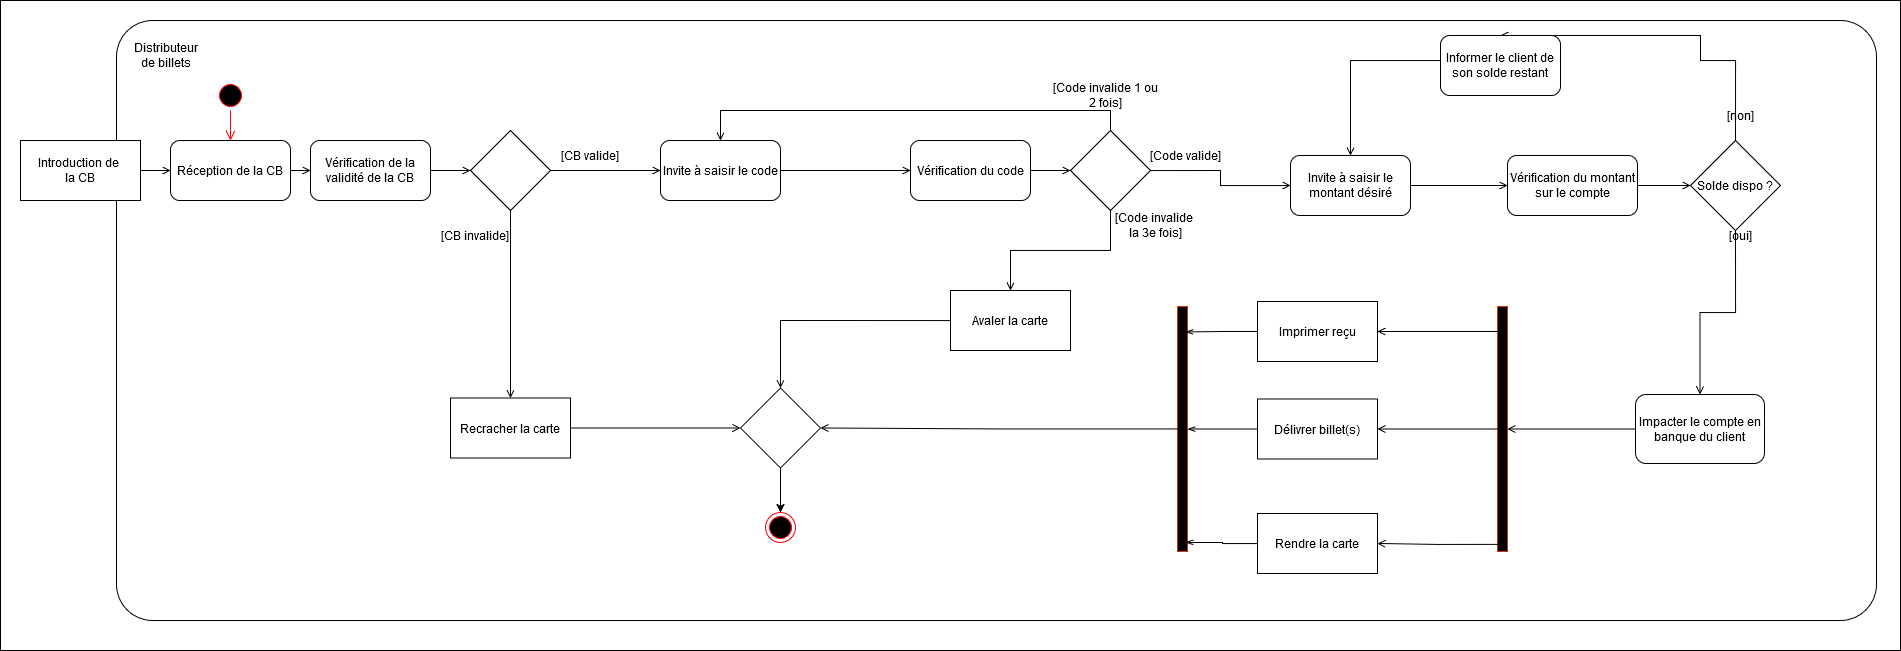 Distributeur
de billets
Introduction de
la CB
Réception de la CB
Vérification de la
validité de la CB
[CB valide]
[CB invalide]
Invite à saisir le code
Vérification du code
[Code invalide 1 ou
2 fois]
[Code valide]
[Code invalide
la 3e fois]
Invite à saisir le
montant désiré
Informer le client de
son solde restant
Vérification du montant
sur le compte
Solde dispo ?
[non]
[oui]
Avaler la carte
Recracher la carte
Imprimer reçu
Délivrer billet(s)
Rendre la carte
Impacter le compte en
banque du client